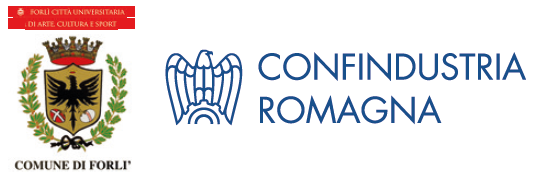 FORLÌ CITTÀ UNIVERSITARIA
DI ARTE, CULTURA E SPORT
COMUNE DI FORLI'
CONFINDUSTRIA
ROMAGNA